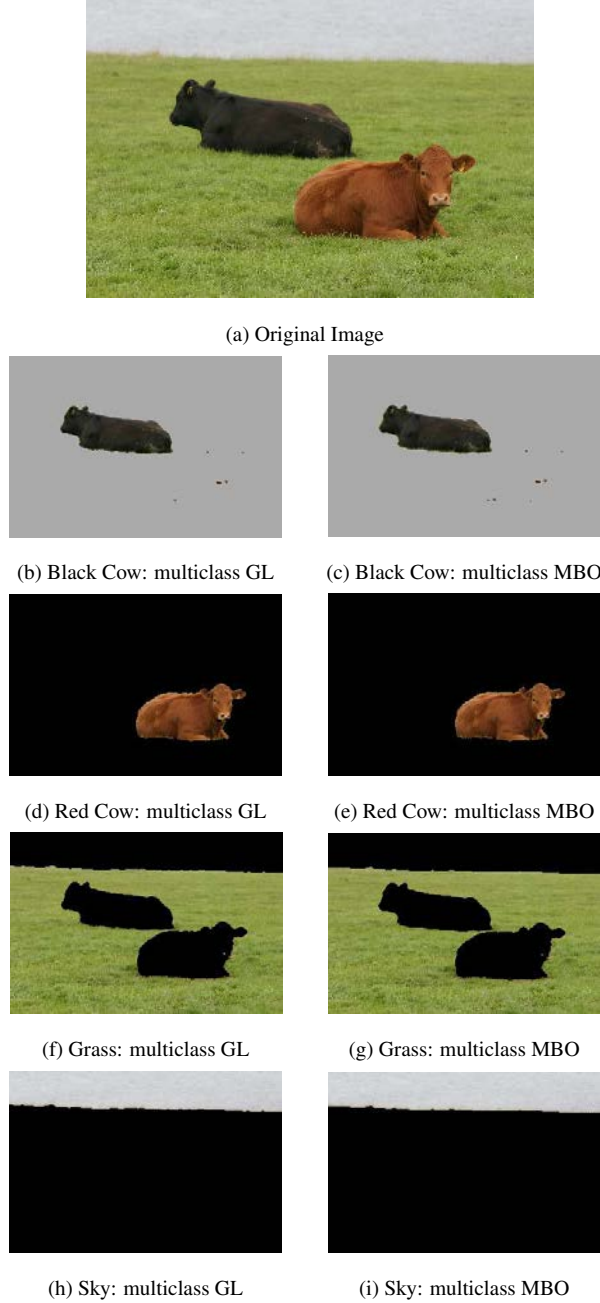 (a) Original Image
(b) Black Cow: multiclass GL
(c) Black Cow: multiclass MBO
(d) Red Cow: multiclass GL
(e) Red Cow: multiclass MBO
(f) Grass: multiclass GL
(g) Grass: multiclass MBO
(h) Sky: multiclass GL
(i) Sky: multiclass MBO